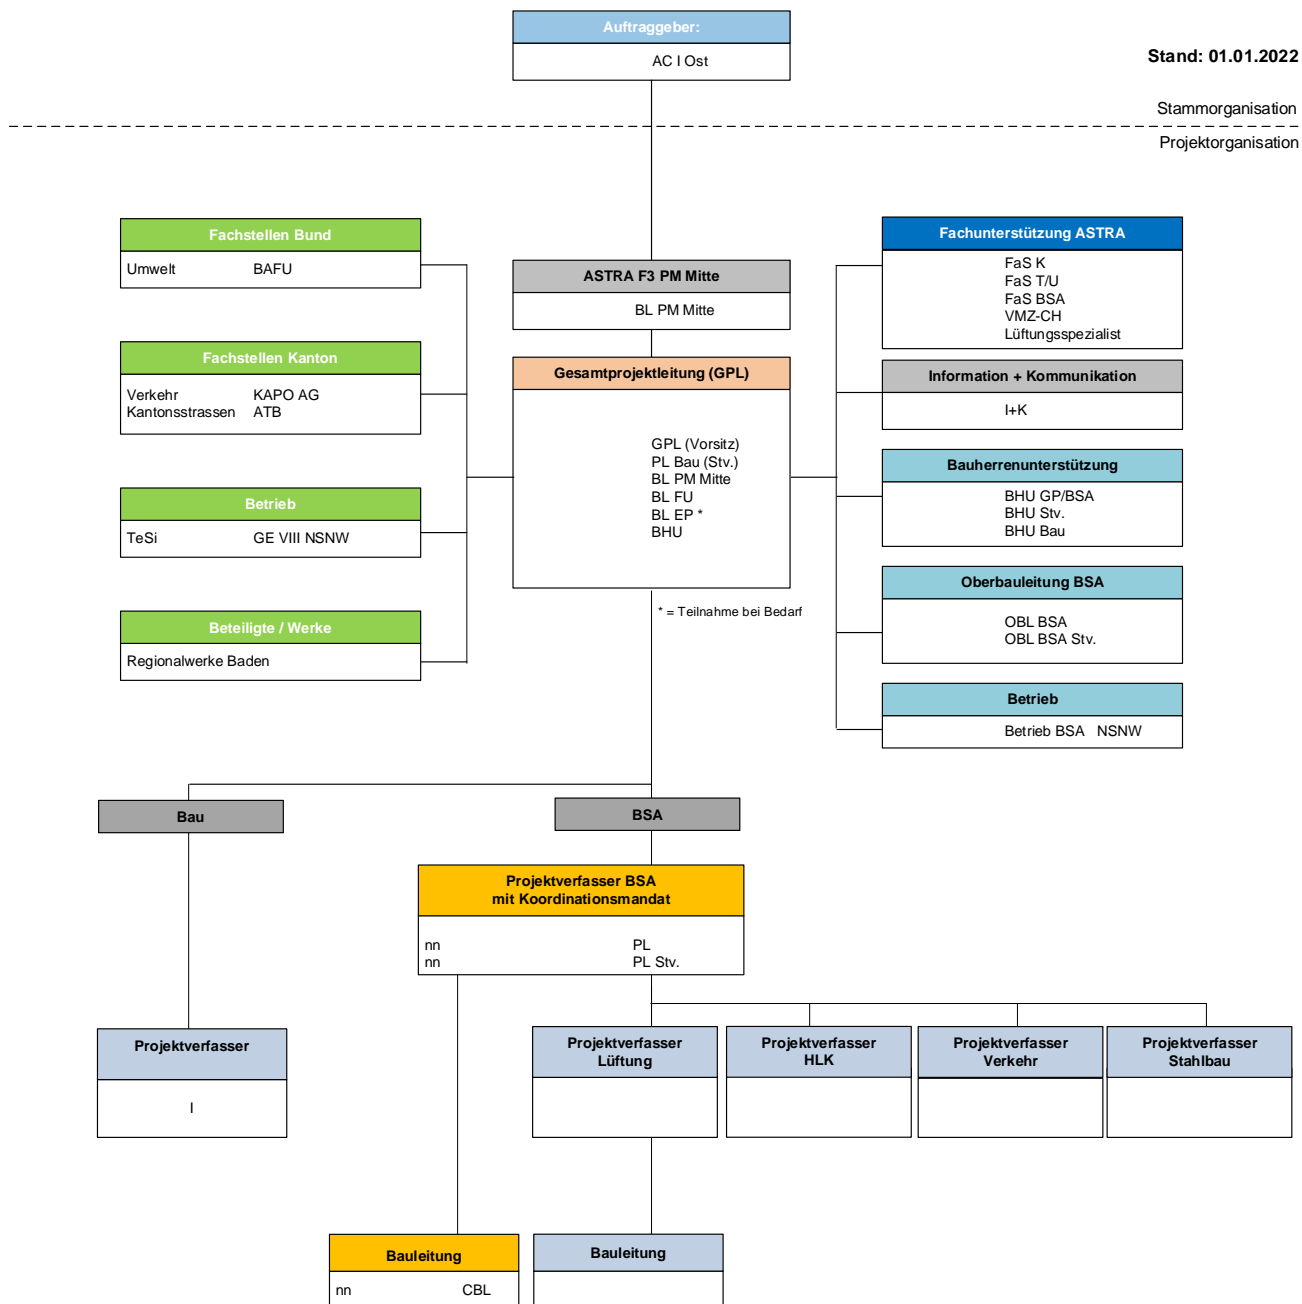 Auftraggeber:
AC I Ost
Stand: 01.01.2022
Stammorganisation
Projektorganisation
Fachstellen Bund
Umwelt BAFU
Fachstellen Kanton
Verkehr KAPO AG
Kantonsstrassen ATB
Betrieb
TeSi GE VIII NSNW
Beteiligte / Werke
Regionalwerke Baden
ASTRA F3 PM Mitte
BL PM Mitte
Gesamtprojektleitung (GPL)
GPL (Vorsitz)
PL Bau (Stv.)
BL PM Mitte
BL FU
BL EP *
BHU
* = Teilnahme bei Bedarf
Fachunterstützung ASTRA
FaS K
FaS T/U
FaS BSA
VMZ-CH
Lüftungsspezialist
Information + Kommunikation
I+K
Bauherrenunterstützung
BHU GP/BSA
BHU Stv.
BHU Bau
Oberbauleitung BSA
OBL BSA
OBL BSA Stv.
Betrieb
Betrieb BSA NSNW
Bau
BSA
Projektverfasser BSA
mit Koordinationsmandat
nn PL
nn PL Stv.
Projektverfasser
I
Projektverfasser
Lüftung
Projektverfasser
HLK
Projektverfasser
Verkehr
Projektverfasser
Stahlbau
Bauleitung
nn CBL
Bauleitung